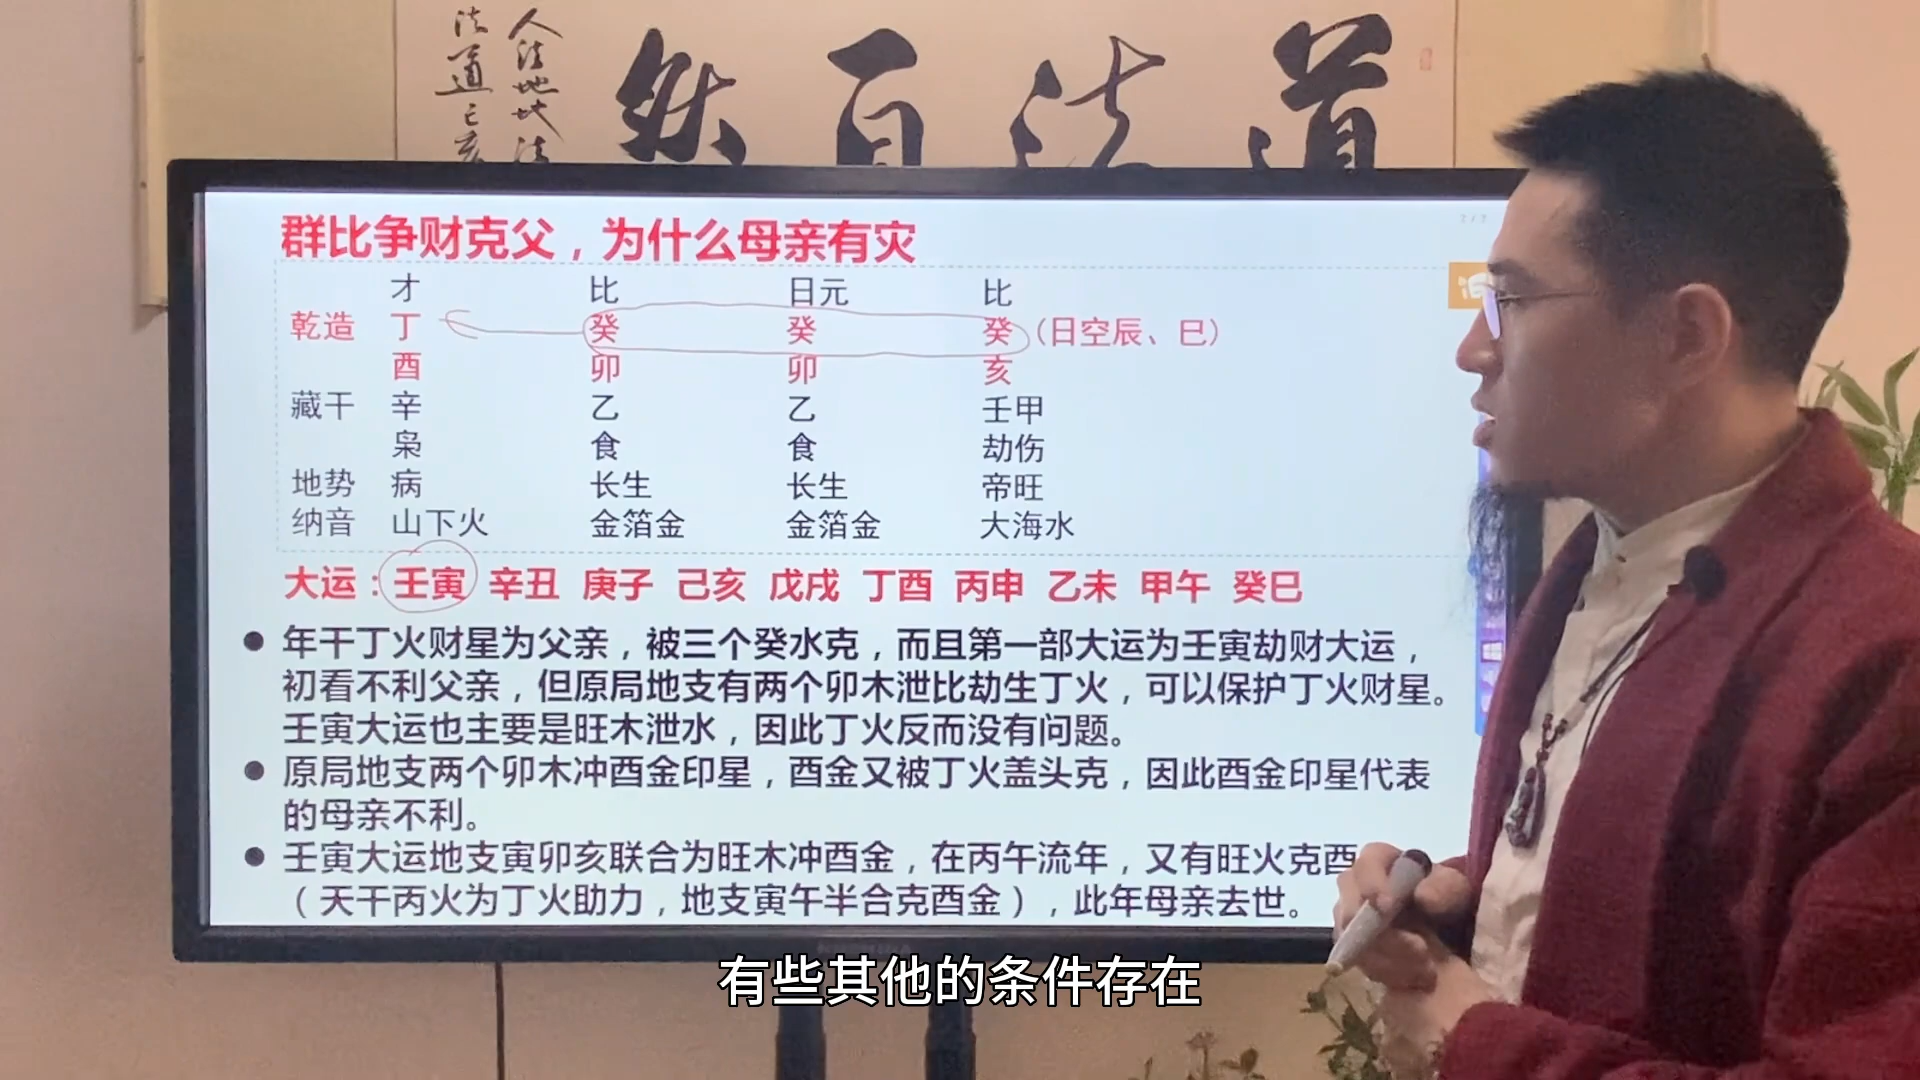 道法自然
人法地地法
法道己亥
群比争财克父，为什么母亲有灾
才 比 日元 比
乾造 丁 癸 癸 癸（日空辰、巳）
酉 卯 卯 亥
藏干 辛 乙 乙 壬甲
枭 食 食 劫伤
地势 病 长生 长生 帝旺
纳音 山下火 金箔金 金箔金 大海水
大运：壬寅 辛丑 庚子 己亥 戊戌 丁酉 丙申 乙未 甲午 癸巳
●年干丁火财星为父亲，被三个癸水克，而且第一部大运为壬寅劫财大运，
初看不利父亲，但原局地支有两个卯木泄比劫生丁火，可以保护丁火财星。
壬寅大运也主要是旺木泄水，因此丁火反而没有问题。
●原局地支两个卯木冲酉金印星，酉金又被丁火盖头克，因此酉金印星代表
的母亲不利。
●壬寅大运地支寅卯亥联合为旺木冲酉金，在丙午流年，又有旺火克酉
（天干丙火为丁火助力，地支寅午半合克酉金），此年母亲去世。
有些其他的条件存在